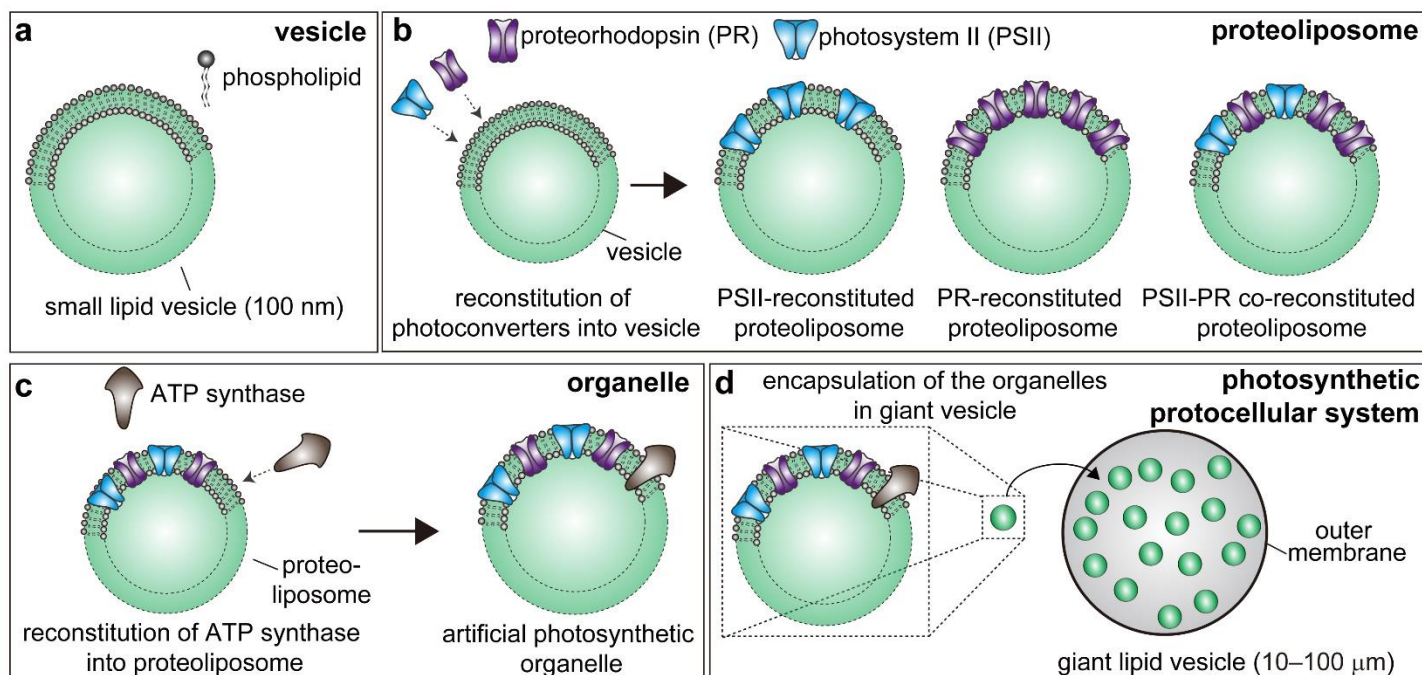 a
vesicle
phospholipid
small lipid vesicle (100 nm)
b
proteorhodopsin (PR)
photosystem II (PSII)
proteoliposome
vesicle
reconstitution of
photoconverters into vesicle
PSII-reconstituted
proteoliposome
PR-reconstituted
proteoliposome
PSII-PR co-reconstituted
proteoliposome
c
ATP synthase
organelle
proteo-
liposome
reconstitution of ATP synthase
into proteoliposome
artificial photosynthetic
organelle
d
encapsulation of the organelles
in giant vesicle
photosynthetic
protocellular system
outer
membrane
giant lipid vesicle (10–100 μm)